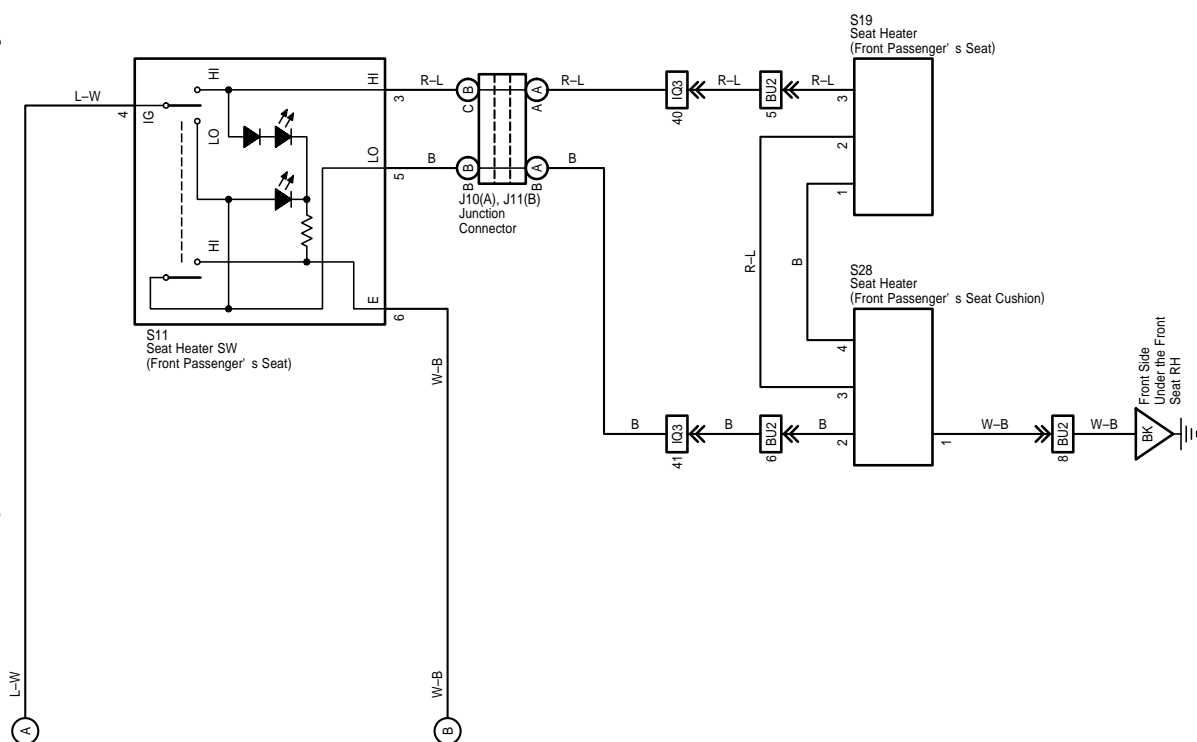 S19
Seat Heater
(Front Passenger' s Seat)
HI
HI
R–L
B
A
R–L
IQ3
R–L
BU2
R–L
3
L–W
3
C
A
40
5
4
IG
2
LO
LO
B
B
A
B
5
B
B
1
J10(A), J11(B)
Junction
Connector
HI
R–L
B
S28
Seat Heater
(Front Passenger' s Seat Cushion)
E
6
S11
Seat Heater SW
(Front Passenger' s Seat)
4
Front Side
Under the Front
Seat RH
W–B
3
B
IQ3
B
BU2
B
2
1
W–B
BU2
W–B
BK
41
6
8
L–W
W–B
A
B